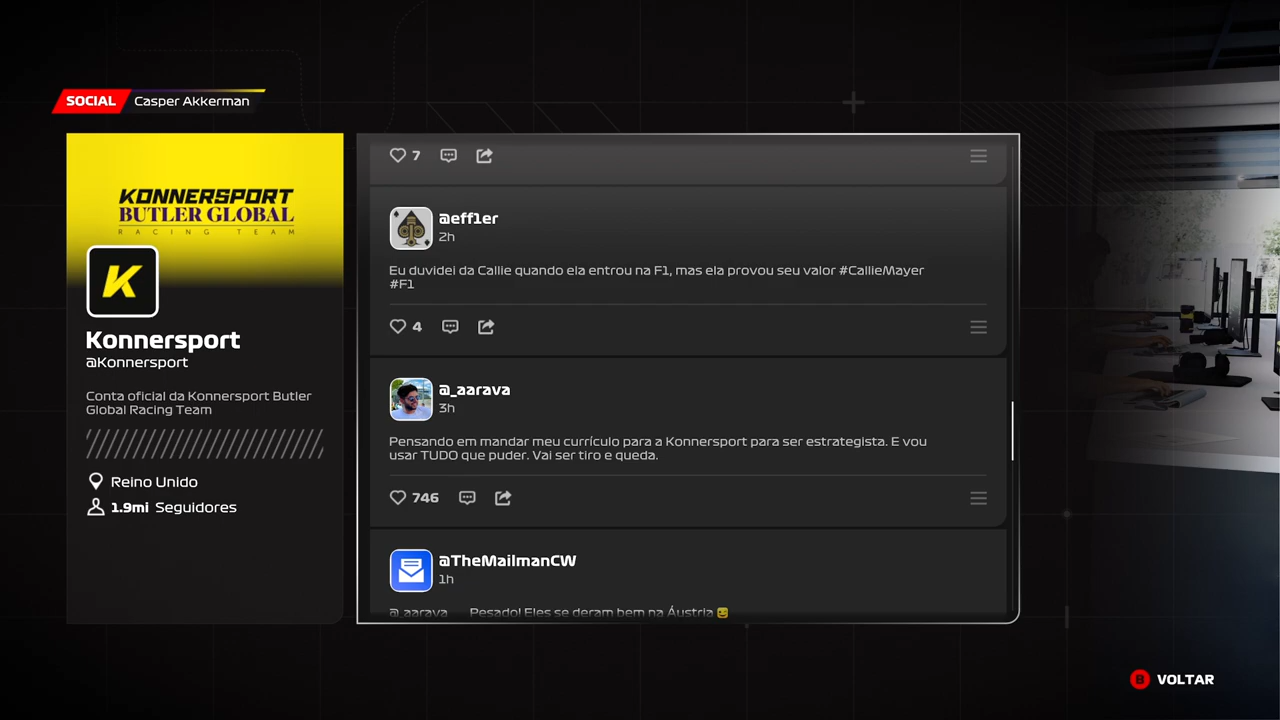 SOCIAL Casper Akkerman
KONNERSPORT
BUTLER GLOBAL
RACING TEAM
K
Konnersport
@Konnersport
Conta oficial da Konnersport Butler
Global Racing Team
Reino Unido
1.9mi Seguidores
7
@eff1er
2h
Eu duvidei da Callie quando ela entrou na F1, mas ela provou seu valor #CallieMayer
#F1
4
@_aarava
3h
Pensando em mandar meu currículo para a Konnersport para ser estrategista. E vou
usar TUDO que puder. Vai ser tiro e queda.
746
@TheMailmanCW
1h
@_aarava Pesado! Eles se deram bem na Áustria 😉
B VOLTAR